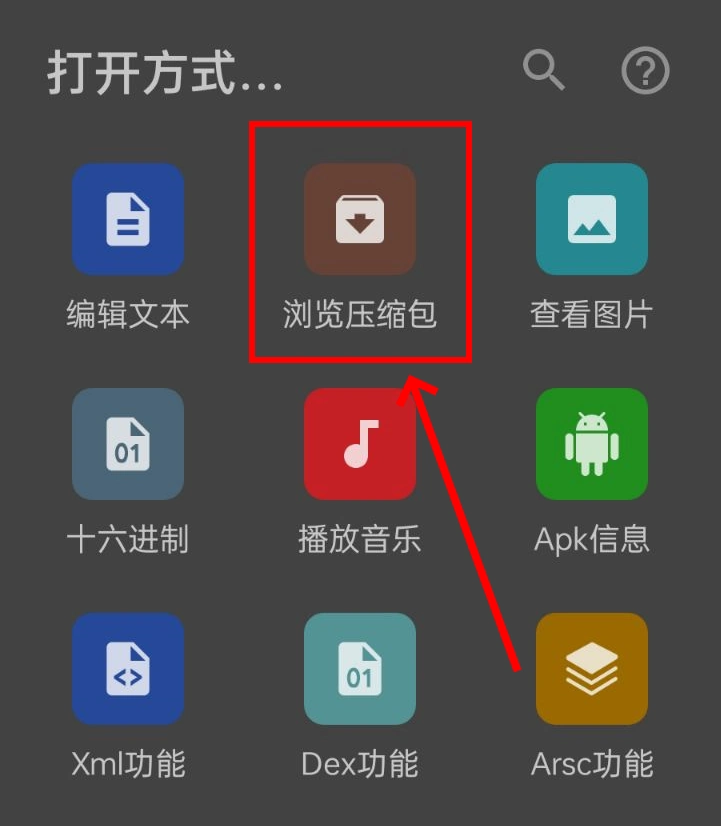 打开方式...
编辑文本
浏览压缩包
查看图片
01
十六进制
播放音乐
Apk信息
Xml功能
01
Dex功能
Arsc功能